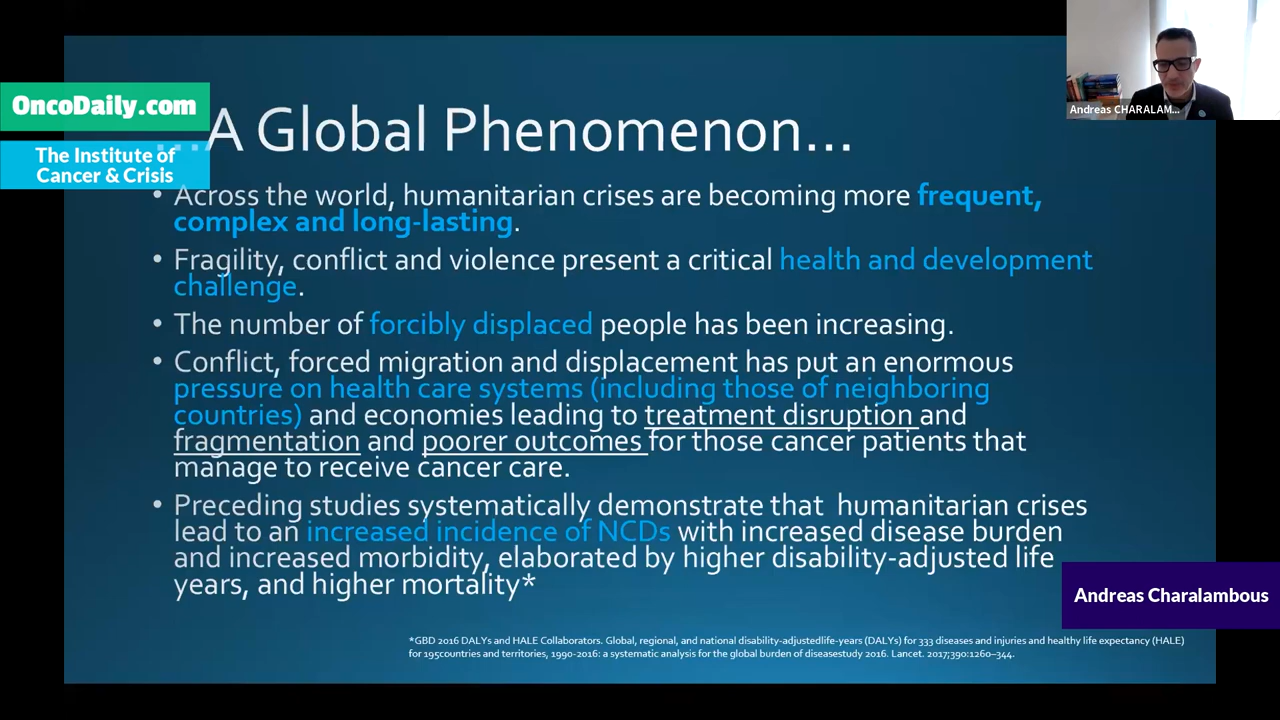 OncoDaily.com
The Institute of
Cancer & Crisis
Andreas CHARALAM...
...A Global Phenomenon...
• Across the world, humanitarian crises are becoming more frequent,
complex and long-lasting.
• Fragility, conflict and violence present a critical health and development
challenge.
• The number of forcibly displaced people has been increasing.
• Conflict, forced migration and displacement has put an enormous
pressure on health care systems (including those of neighboring
countries) and economies leading to treatment disruption and
fragmentation and poorer outcomes for those cancer patients that
manage to receive cancer care.
• Preceding studies systematically demonstrate that humanitarian crises
lead to an increased incidence of NCDs with increased disease burden
and increased morbidity, elaborated by higher disability-adjusted life
years, and higher mortality*
Andreas Charalambous
*GBD 2016 DALYs and HALE Collaborators. Global, regional, and national disability-adjustedlife-years (DALYs) for 333 diseases and injuries and healthy life expectancy (HALE)
for 195countries and territories, 1990-2016: a systematic analysis for the global burden of diseasestudy 2016. Lancet. 2017;390:1260–344.